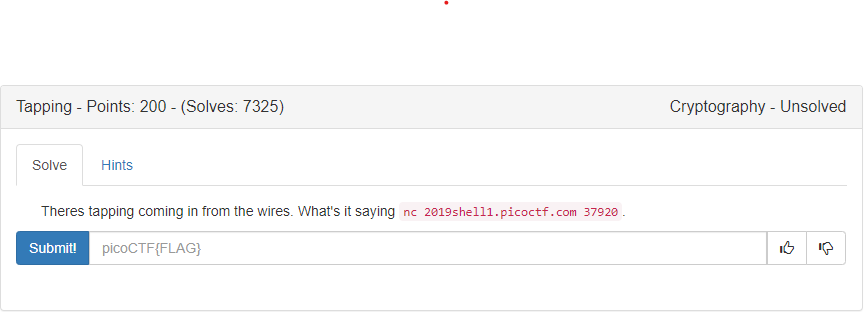 Tapping - Points: 200 - (Solves: 7325) Cryptography - Unsolved
Solve Hints
Theres tapping coming in from the wires. What's it saying nc 2019shell1.picoctf.com 37920.
Submit! picoCTF{FLAG}